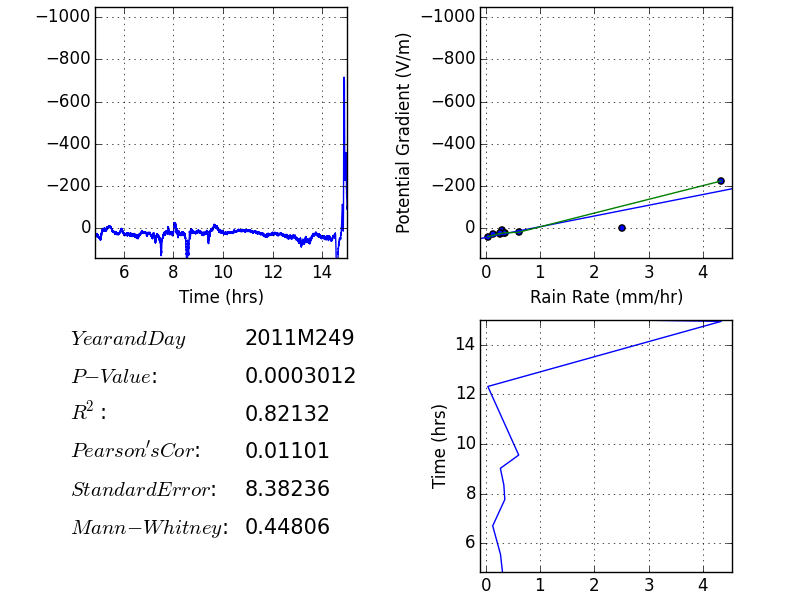 −1000
−800
−600
−400
−200
0
6 8 10 12 14
Time (hrs)
Potential Gradient (V/m)
−1000
−800
−600
−400
−200
0
0 1 2 3 4
Rain Rate (mm/hr)
YearandDay 2011M249
P−Value: 0.0003012
R²: 0.82132
Pearson'sCor: 0.01101
StandardError: 8.38236
Mann−Whitney: 0.44806
Time (hrs)
14
12
10
8
6
0 1 2 3 4